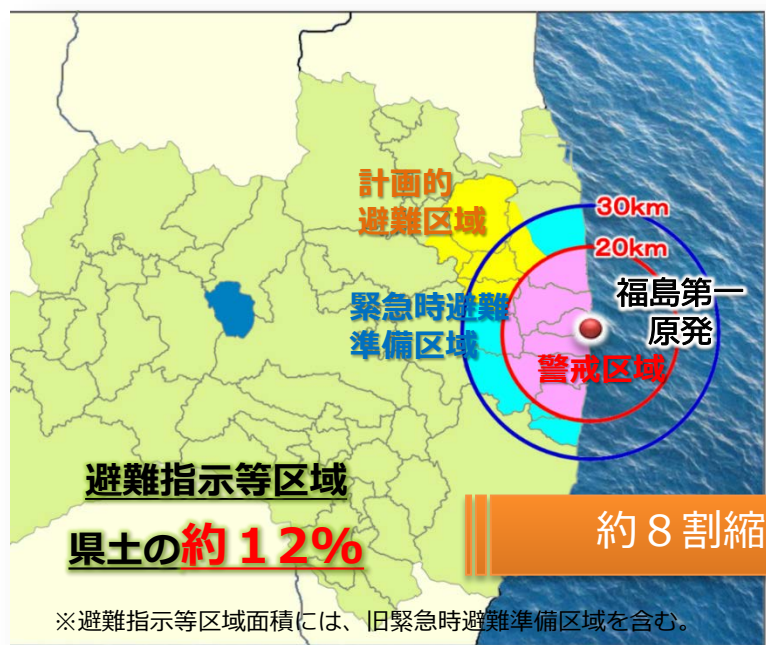 計画的
避難区域
30km
20km
福島第一
原発
緊急時避難
準備区域
警戒区域
避難指示等区域
県土の約１２%
約８割縮
※避難指示等区域面積には、旧緊急時避難準備区域を含む。